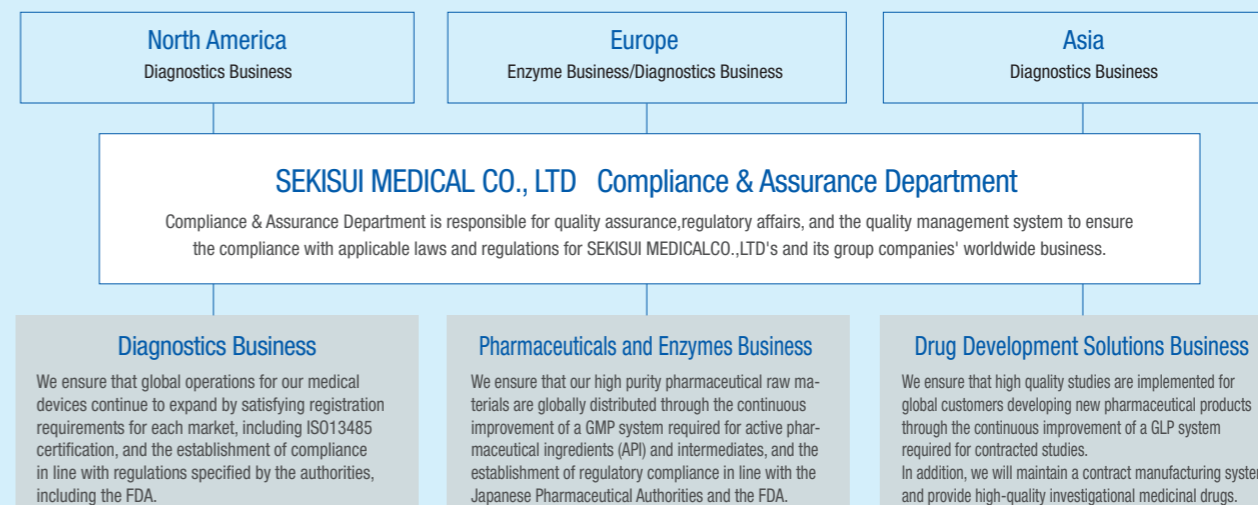 North America
Diagnostics Business
Europe
Enzyme Business/Diagnostics Business
Asia
Diagnostics Business
SEKISUI MEDICAL CO., LTD Compliance & Assurance Department
Compliance & Assurance Department is responsible for quality assurance,regulatory affairs, and the quality management system to ensure
the compliance with applicable laws and regulations for SEKISUI MEDICALCO.,LTD's and its group companies' worldwide business.
Diagnostics Business
We ensure that global operations for our medical
devices continue to expand by satisfying registration
requirements for each market, including ISO13485
certification, and the establishment of compliance
in line with regulations specified by the authorities,
including the FDA.
Pharmaceuticals and Enzymes Business
We ensure that our high purity pharmaceutical raw ma-
terials are globally distributed through the continuous
improvement of a GMP system required for active phar-
maceutical ingredients (API) and intermediates, and the
establishment of regulatory compliance in line with the
Japanese Pharmaceutical Authorities and the FDA.
Drug Development Solutions Business
We ensure that high quality studies are implemented for
global customers developing new pharmaceutical products
through the continuous improvement of a GLP system
required for contracted studies.
In addition, we will maintain a contract manufacturing system
and provide high-quality investigational medicinal drugs.